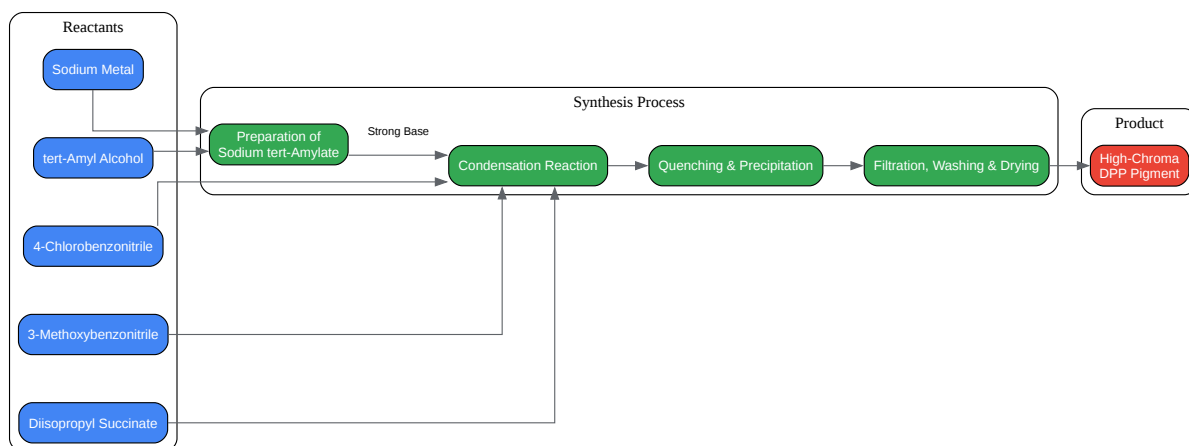 Reactants
Sodium Metal
tert-Amyl Alcohol
4-Chlorobenzonitrile
3-Methoxybenzonitrile
Diisopropyl Succinate
Synthesis Process
Preparation of
Sodium tert-Amylate
Strong Base
Condensation Reaction
Quenching & Precipitation
Filtration, Washing & Drying
Product
High-Chroma
DPP Pigment